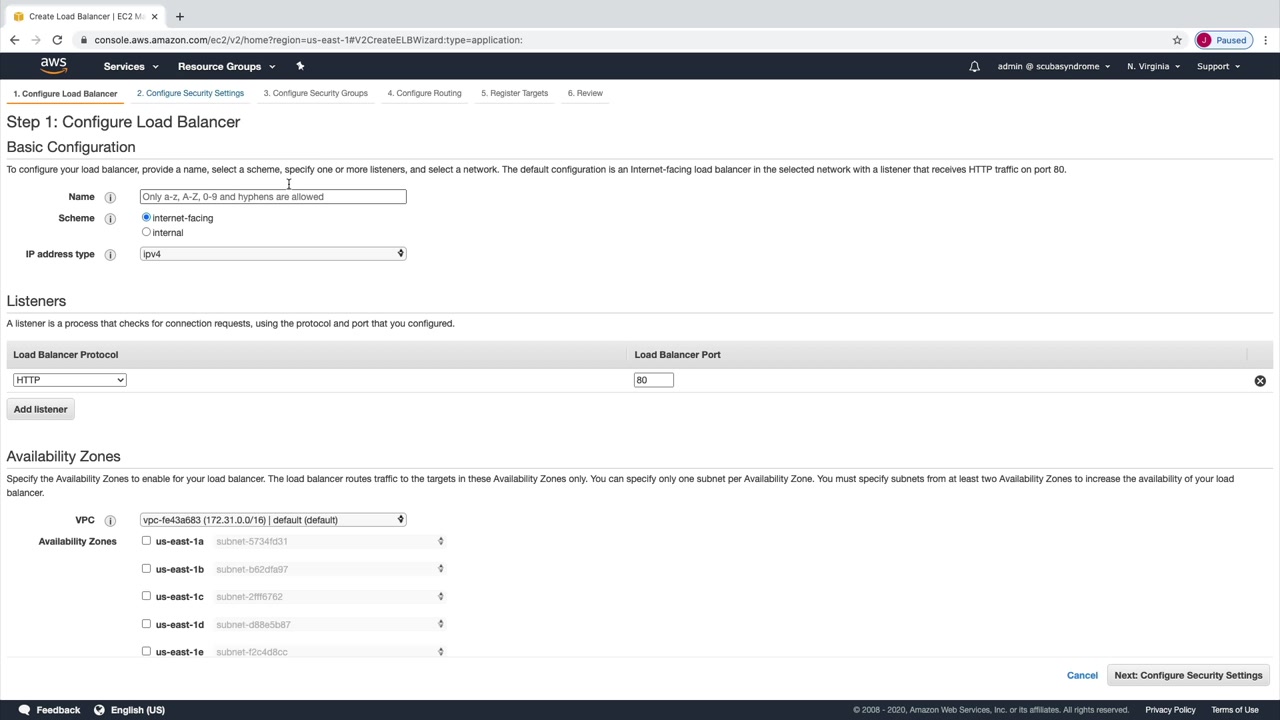 Create Load Balancer | EC2 M
console.aws.amazon.com/ec2/v2/home?region=us-east-1#V2CreateELBWizard:type=application:
J Paused
aws Services Resource Groups admin @ scubasyndrome N. Virginia Support
1. Configure Load Balancer 2. Configure Security Settings 3. Configure Security Groups 4. Configure Routing 5. Register Targets 6. Review
Step 1: Configure Load Balancer
Basic Configuration
To configure your load balancer, provide a name, select a scheme, specify one or more listeners, and select a network. The default configuration is an Internet-facing load balancer in the selected network with a listener that receives HTTP traffic on port 80.
Name i Only a-z, A-Z, 0-9 and hyphens are allowed
Scheme i internet-facing
internal
IP address type i ipv4
Listeners
A listener is a process that checks for connection requests, using the protocol and port that you configured.
Load Balancer Protocol Load Balancer Port
HTTP 80
Add listener
Availability Zones
Specify the Availability Zones to enable for your load balancer. The load balancer routes traffic to the targets in these Availability Zones only. You can specify only one subnet per Availability Zone. You must specify subnets from at least two Availability Zones to increase the availability of your load
balancer.
VPC i vpc-fe43a683 (172.31.0.0/16) | default (default)
Availability Zones us-east-1a subnet-5734fd31
us-east-1b subnet-b62dfa97
us-east-1c subnet-2fff6762
us-east-1d subnet-d88e5b87
us-east-1e subnet-f2c4d8cc
Cancel Next: Configure Security Settings
Feedback English (US) © 2008 - 2020, Amazon Web Services, Inc. or its affiliates. All rights reserved. Privacy Policy Terms of Use